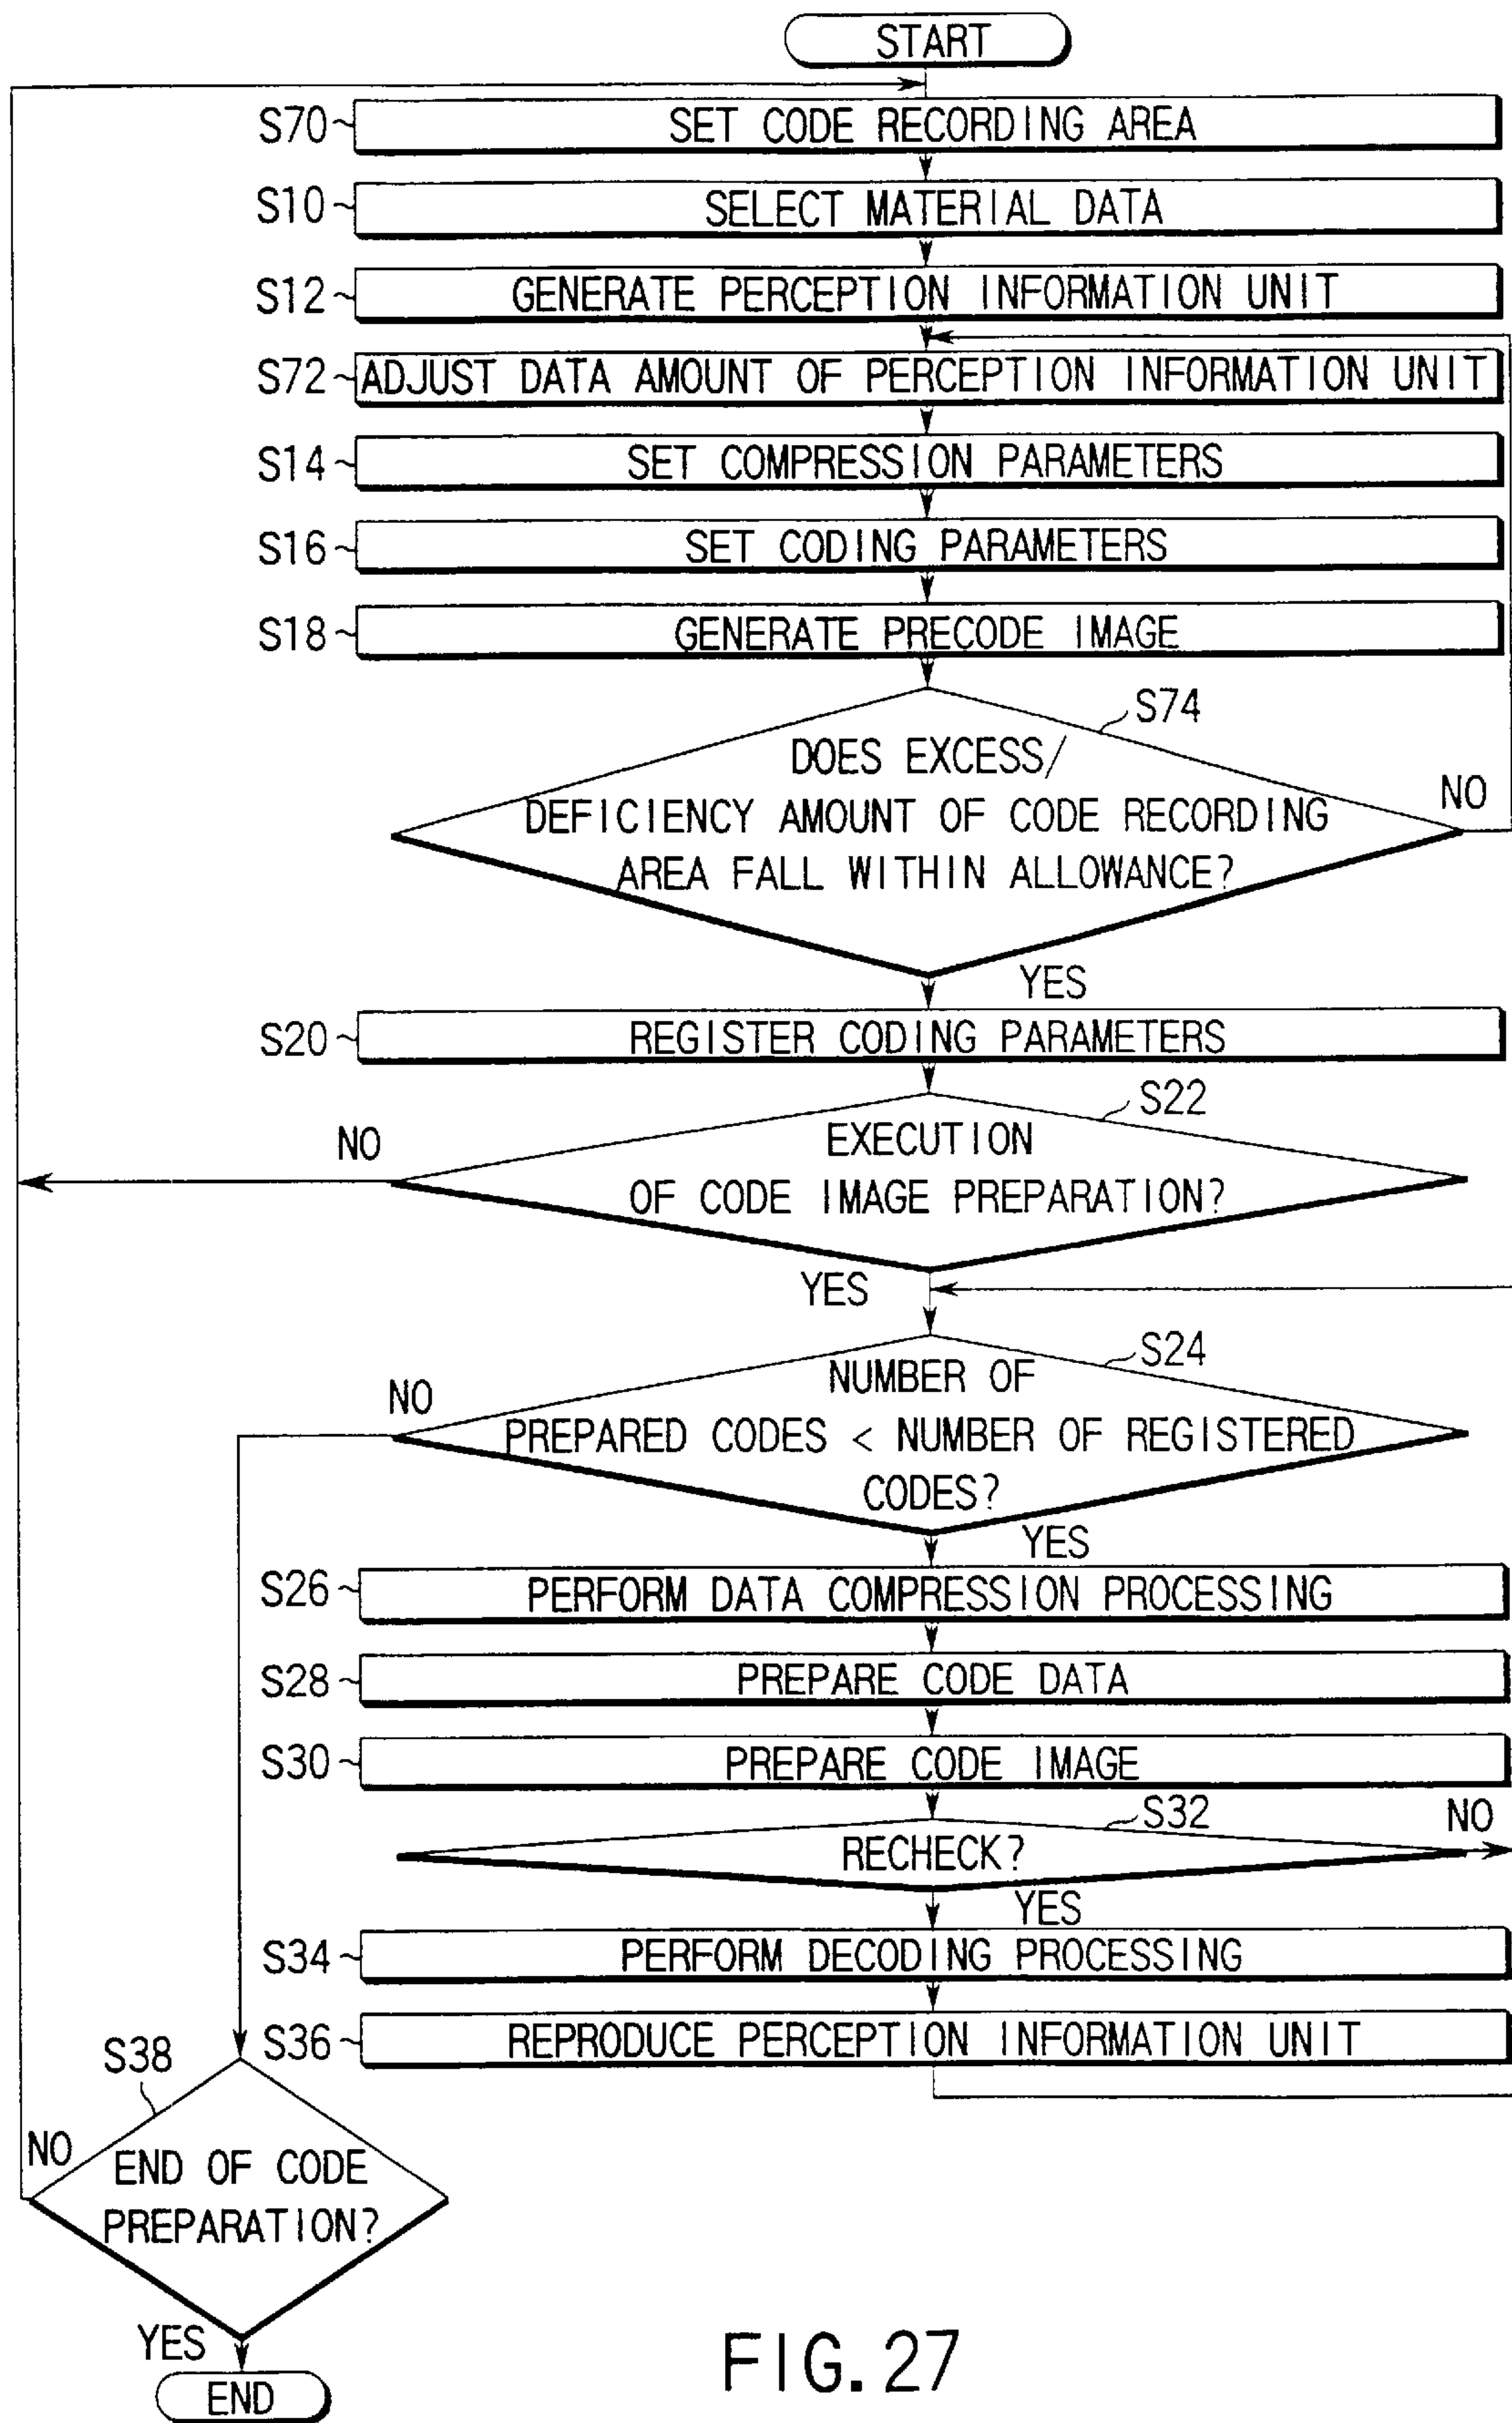 START
S70
SET CODE RECORDING AREA
S10
SELECT MATERIAL DATA
S12
GENERATE PERCEPTION INFORMATION UNIT
S72
ADJUST DATA AMOUNT OF PERCEPTION INFORMATION UNIT
S14
SET COMPRESSION PARAMETERS
S16
SET CODING PARAMETERS
S18
GENERATE PRECODE IMAGE
S74
DOES EXCESS/
DEFICIENCY AMOUNT OF CODE RECORDING
AREA FALL WITHIN ALLOWANCE?
NO
YES
S20
REGISTER CODING PARAMETERS
S22
NO
EXECUTION
OF CODE IMAGE PREPARATION?
YES
S24
NO
NUMBER OF
PREPARED CODES < NUMBER OF REGISTERED
CODES?
YES
S26
PERFORM DATA COMPRESSION PROCESSING
S28
PREPARE CODE DATA
S30
PREPARE CODE IMAGE
S32
NO
RECHECK?
YES
S34
PERFORM DECODING PROCESSING
S36
REPRODUCE PERCEPTION INFORMATION UNIT
S38
NO
END OF CODE
PREPARATION?
YES
END
FIG. 27